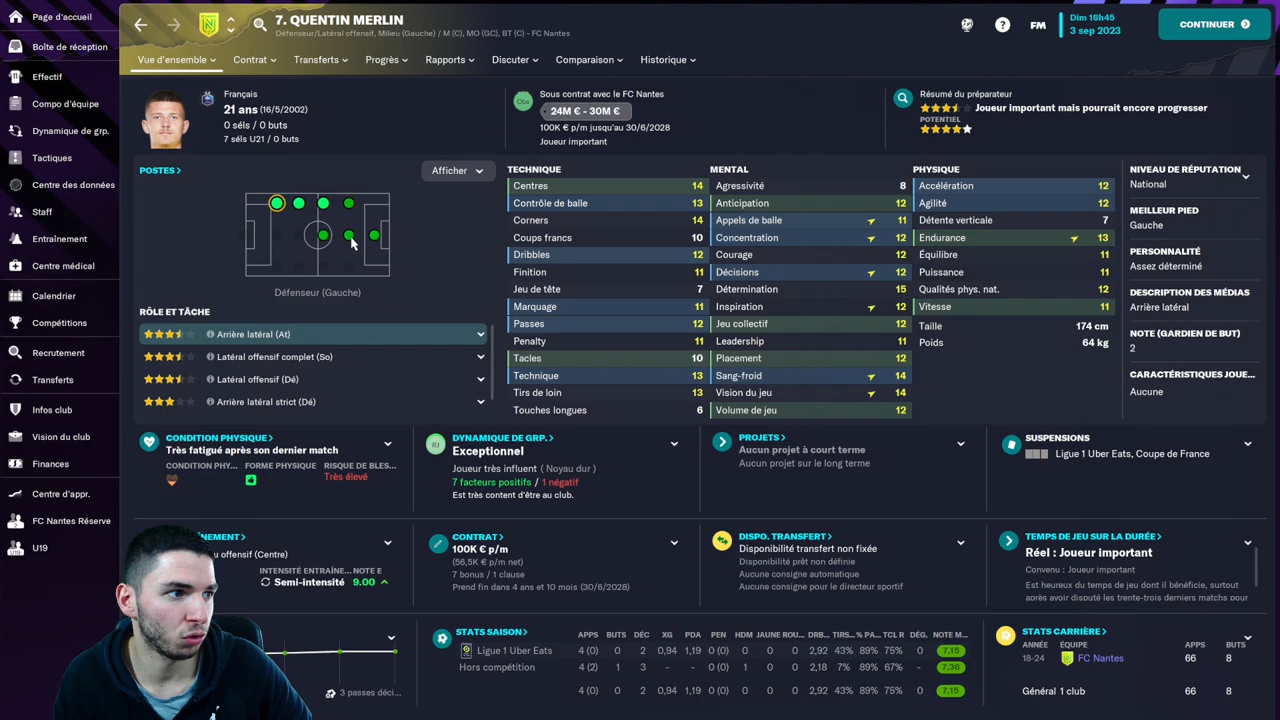 Page d'accueil
Boîte de réception
Effectif
Compo d'équipe
Dynamique de grp.
Tactiques
Centre des données
Staff
Entraînement
Centre médical
Calendrier
Compétitions
Recrutement
Transferts
Infos club
Vision du club
Finances
Centre d'appr.
FC Nantes Réserve
U19
7. QUENTIN MERLIN
Défenseur/Latéral offensif, Milieu (Gauche) / M (C), MO (GC), BT (C) - FC Nantes
FM
Dim 18h45
3 sep 2023
CONTINUER
Vue d'ensemble
Contrat
Transferts
Progrès
Rapports
Discuter
Comparaison
Historique
Français
21 ans (16/5/2002)
0 séls / 0 buts
7 séls U21 / 0 buts
Obs
Sous contrat avec le FC Nantes
24M € - 30M €
100K € p/m jusqu'au 30/6/2028
Joueur important
Résumé du préparateur
Joueur important mais pourrait encore progresser
POTENTIEL
POSTES
Afficher
Défenseur (Gauche)
RÔLE ET TÂCHE
Arrière latéral (At)
Latéral offensif complet (So)
Latéral offensif (Dé)
Arrière latéral strict (Dé)
TECHNIQUE
Centres 14
Contrôle de balle 13
Corners 14
Coups francs 10
Dribbles 12
Finition 11
Jeu de tête 7
Marquage 11
Passes 12
Penalty 11
Tacles 10
Technique 13
Tirs de loin 13
Touches longues 6
MENTAL
Agressivité 8
Anticipation 12
Appels de balle 11
Concentration 12
Courage 12
Décisions 12
Détermination 15
Inspiration 12
Jeu collectif 12
Leadership 11
Placement 12
Sang-froid 14
Vision du jeu 14
Volume de jeu 12
PHYSIQUE
Accélération 12
Agilité 12
Détente verticale 7
Endurance 13
Équilibre 11
Puissance 11
Qualités phys. nat. 12
Vitesse 11
Taille 174 cm
Poids 64 kg
NIVEAU DE RÉPUTATION
National
MEILLEUR PIED
Gauche
PERSONNALITÉ
Assez déterminé
DESCRIPTION DES MÉDIAS
Arrière latéral
NOTE (GARDIEN DE BUT)
2
CARACTÉRISTIQUES JOUE...
Aucune
CONDITION PHYSIQUE
Très fatigué après son dernier match
CONDITION PHY... FORME PHYSIQUE RISQUE DE BLES...
Très élevé
RJ
DYNAMIQUE DE GRP.
Exceptionnel
Joueur très influent ( Noyau dur )
7 facteurs positifs / 1 négatif
Est très content d'être au club.
PROJETS
Aucun projet à court terme
Aucun projet sur le long terme
SUSPENSIONS
Ligue 1 Uber Eats, Coupe de France
offensif (Centre)
INTENSITÉ ENTRAÎNE... NOTE E
Semi-intensité 9.00
CONTRAT
100K € p/m
(56,5K € p/m net)
7 bonus / 1 clause
Prend fin dans 4 ans et 10 mois (30/6/2028)
DISPO. TRANSFERT
Disponibilité transfert non fixée
Disponibilité prêt non définie
Aucune consigne automatique
Aucune consigne pour le directeur sportif
TEMPS DE JEU SUR LA DURÉE
Réel : Joueur important
Convenu : Joueur important
Est heureux du temps de jeu dont il bénéficie, surtout
après avoir disputé les trente-trois derniers matchs pour
3 passes déci...
STATS SAISON
APPS BUTS DÉC XG PDA PEN HDM JAUNE ROU... DRB... TIRS... % PA... TCL R DÉG. NOTE M...
Ligue 1 Uber Eats 4 (0) 0 2 0,94 1,19 0 (0) 0 0 0 2,92 43% 89% 75% 0 7,15
Hors compétition 4 (2) 1 3 - - 0 (0) 1 0 0 2,18 7% 89% 67% - 7,36
4 (0) 0 2 0,94 1,19 0 (0) 0 0 0 2,92 43% 89% 75% 0 7,15
STATS CARRIÈRE
ANNÉE ÉQUIPE APPS BUTS
18-24 FC Nantes 66 8
Général 1 club 66 8